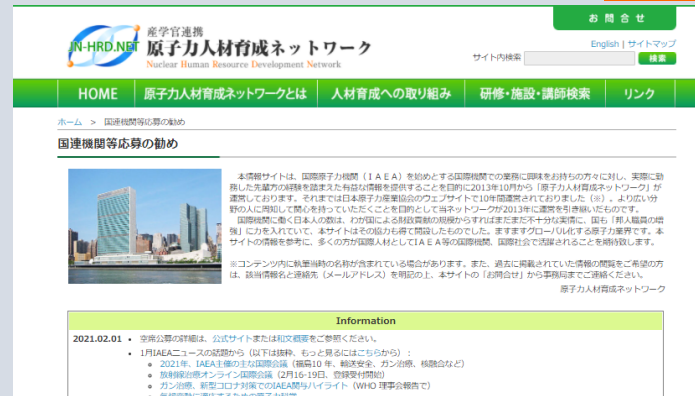 お 問 合 せ
産学官連携
JN-HRD.NET 原子力人材育成ネットワーク
Nuclear Human Resource Development Network
English | サイトマップ
サイト内検索 検索
HOME 原子力人材育成ネットワークとは 人材育成への取り組み 研修・施設・講師検索 リンク
ホーム > 国連機関等応募の勧め
国連機関等応募の勧め
本情報サイトは、国際原子力機関(IAEA)を始めとする国際機関での業務に興味をお持ちの方々に対し、実際に勤
務した先輩方の経験を踏まえた有益な情報を提供することを目的に2013年10月から「原子力人材育成ネットワーク」が
運営しております。それまでは日本原子力産業協会のウェブサイトで10年間運営されておりました(※)。より広い分
野の人に周知して関心を持っていただくことを目的として当ネットワークが2013年に運営を引き継いだものです。
国際機関に働く日本人の数は、わが国による財政貢献の規模からすればまだまだ不十分な実情に、国も「邦人職員の増
強」に力を入れていて、本サイトはその協力も得て開設したものでした。ますますグローバル化する原子力業界です。本
サイトの情報を参考に、多くの方が国際人材としてIAEA等の国際機関、国際社会で活躍されることを期待致します。
※コンテンツ内に執筆当時の名称が含まれている場合があります。また、過去に掲載されていた情報の閲覧をご希望の方
は、該当情報名と連絡先(メールアドレス)を明記の上、本サイトの「お問合せ」から事務局までご連絡ください。
原子力人材育成ネットワーク
Information
2021.02.01 • 空席公募の詳細は、公式サイトまたは和文概要をご参照ください。
• 1月IAEAニュースの話題から(以下は抜粋、もっと見るにはこちらから):
2021年、IAEA主催の主な国際会議(福島10 年、輸送安全、ガン治療、核融合など)
放射線治療オンライン国際会議(2月16-19日、登録受付開始)
ガン治療、新型コロナ対策でのIAEA関与ハイライト(WHO 理事会報告で)